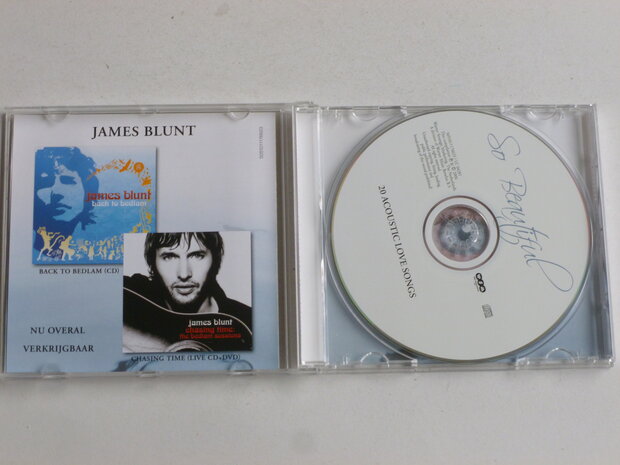 JAMES BLUNT
james blunt
back to bedlam
BACK TO BEDLAM (CD)
james blunt
chasing time:
the bedlam sessions
CHASING TIME (LIVE CD+DVD)
NU OVERAL
VERKRIJGBAAR
So Beautiful
20 ACOUSTIC LOVE SONGS